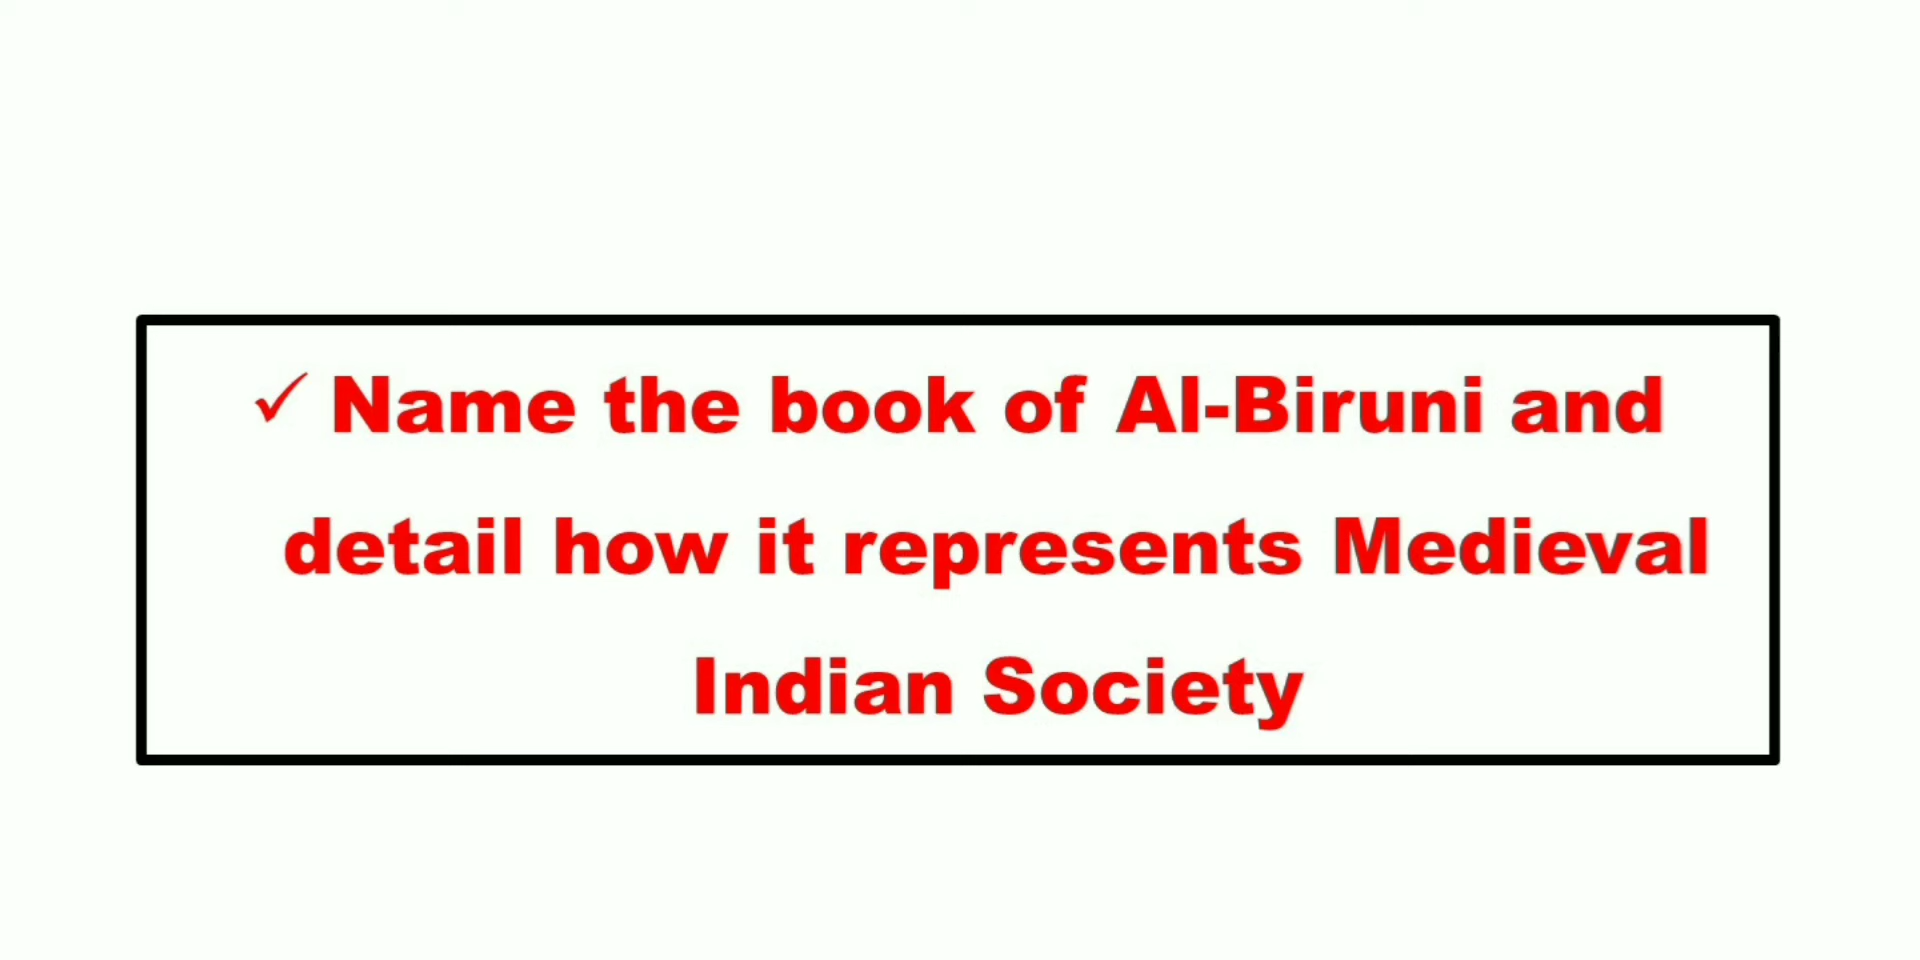 ✓ Name the book of Al-Biruni and
detail how it represents Medieval
Indian Society